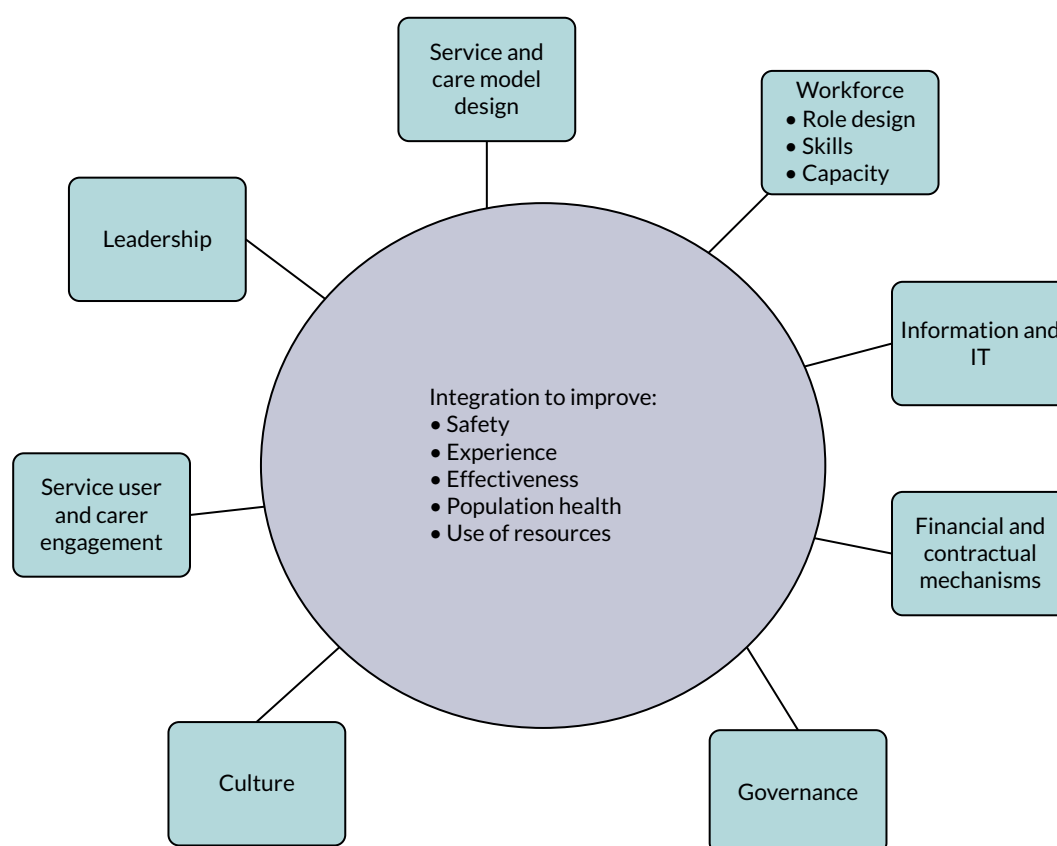 Service and
care model
design
Workforce
• Role design
• Skills
• Capacity
Leadership
Information and
IT
Integration to improve:
• Safety
• Experience
• Effectiveness
• Population health
• Use of resources
Service user
and carer
engagement
Financial and
contractual
mechanisms
Culture
Governance